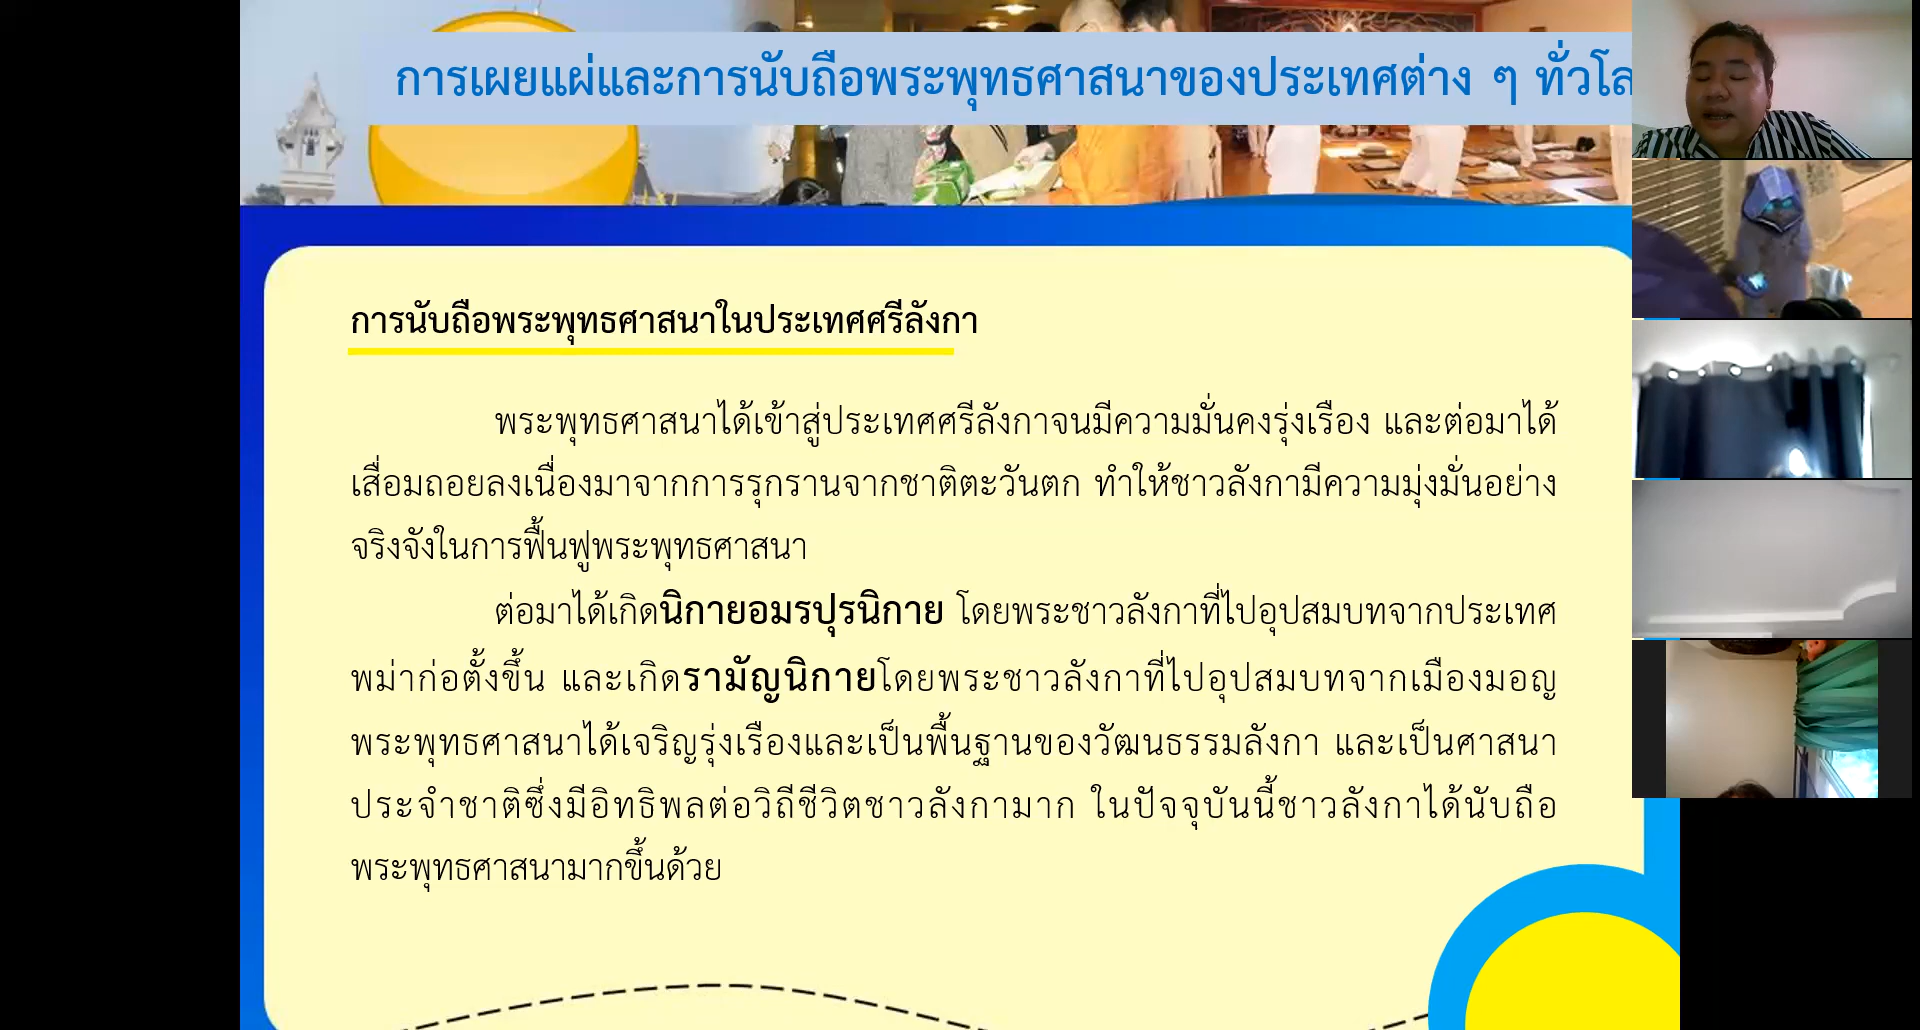 การเผยแผ่และการนับถือพระพุทธศาสนาของประเทศต่าง ๆ
การนับถือพระพุทธศาสนาในประเทศศรีลังกา
พระพุทธศาสนาได้เข้าสู่ประเทศศรีลังกาจนมีความมั่นคงรุ่งเรือง และต่อมาได้
เสื่อมถอยลงเนื่องมาจากการรุกรานจากชาติตะวันตก ทำให้ชาวลังกามีความมุ่งมั่นอย่าง
จริงจังในการฟื้นฟูพระพุทธศาสนา
ต่อมาได้เกิดนิกายอมรปุรนิกาย โดยพระชาวลังกาที่ไปอุปสมบทจากประเทศ
พม่าก่อตั้งขึ้น และเกิดรามัญนิกายโดยพระชาวลังกาที่ไปอุปสมบทจากเมืองมอญ
พระพุทธศาสนาได้เจริญรุ่งเรืองและเป็นพื้นฐานของวัฒนธรรมลังกา และเป็นศาสนา
ประจำชาติซึ่งมีอิทธิพลต่อวิถีชีวิตชาวลังกามาก ในปัจจุบันนี้ชาวลังกาได้นับถือ
พระพุทธศาสนามากขึ้นด้วย